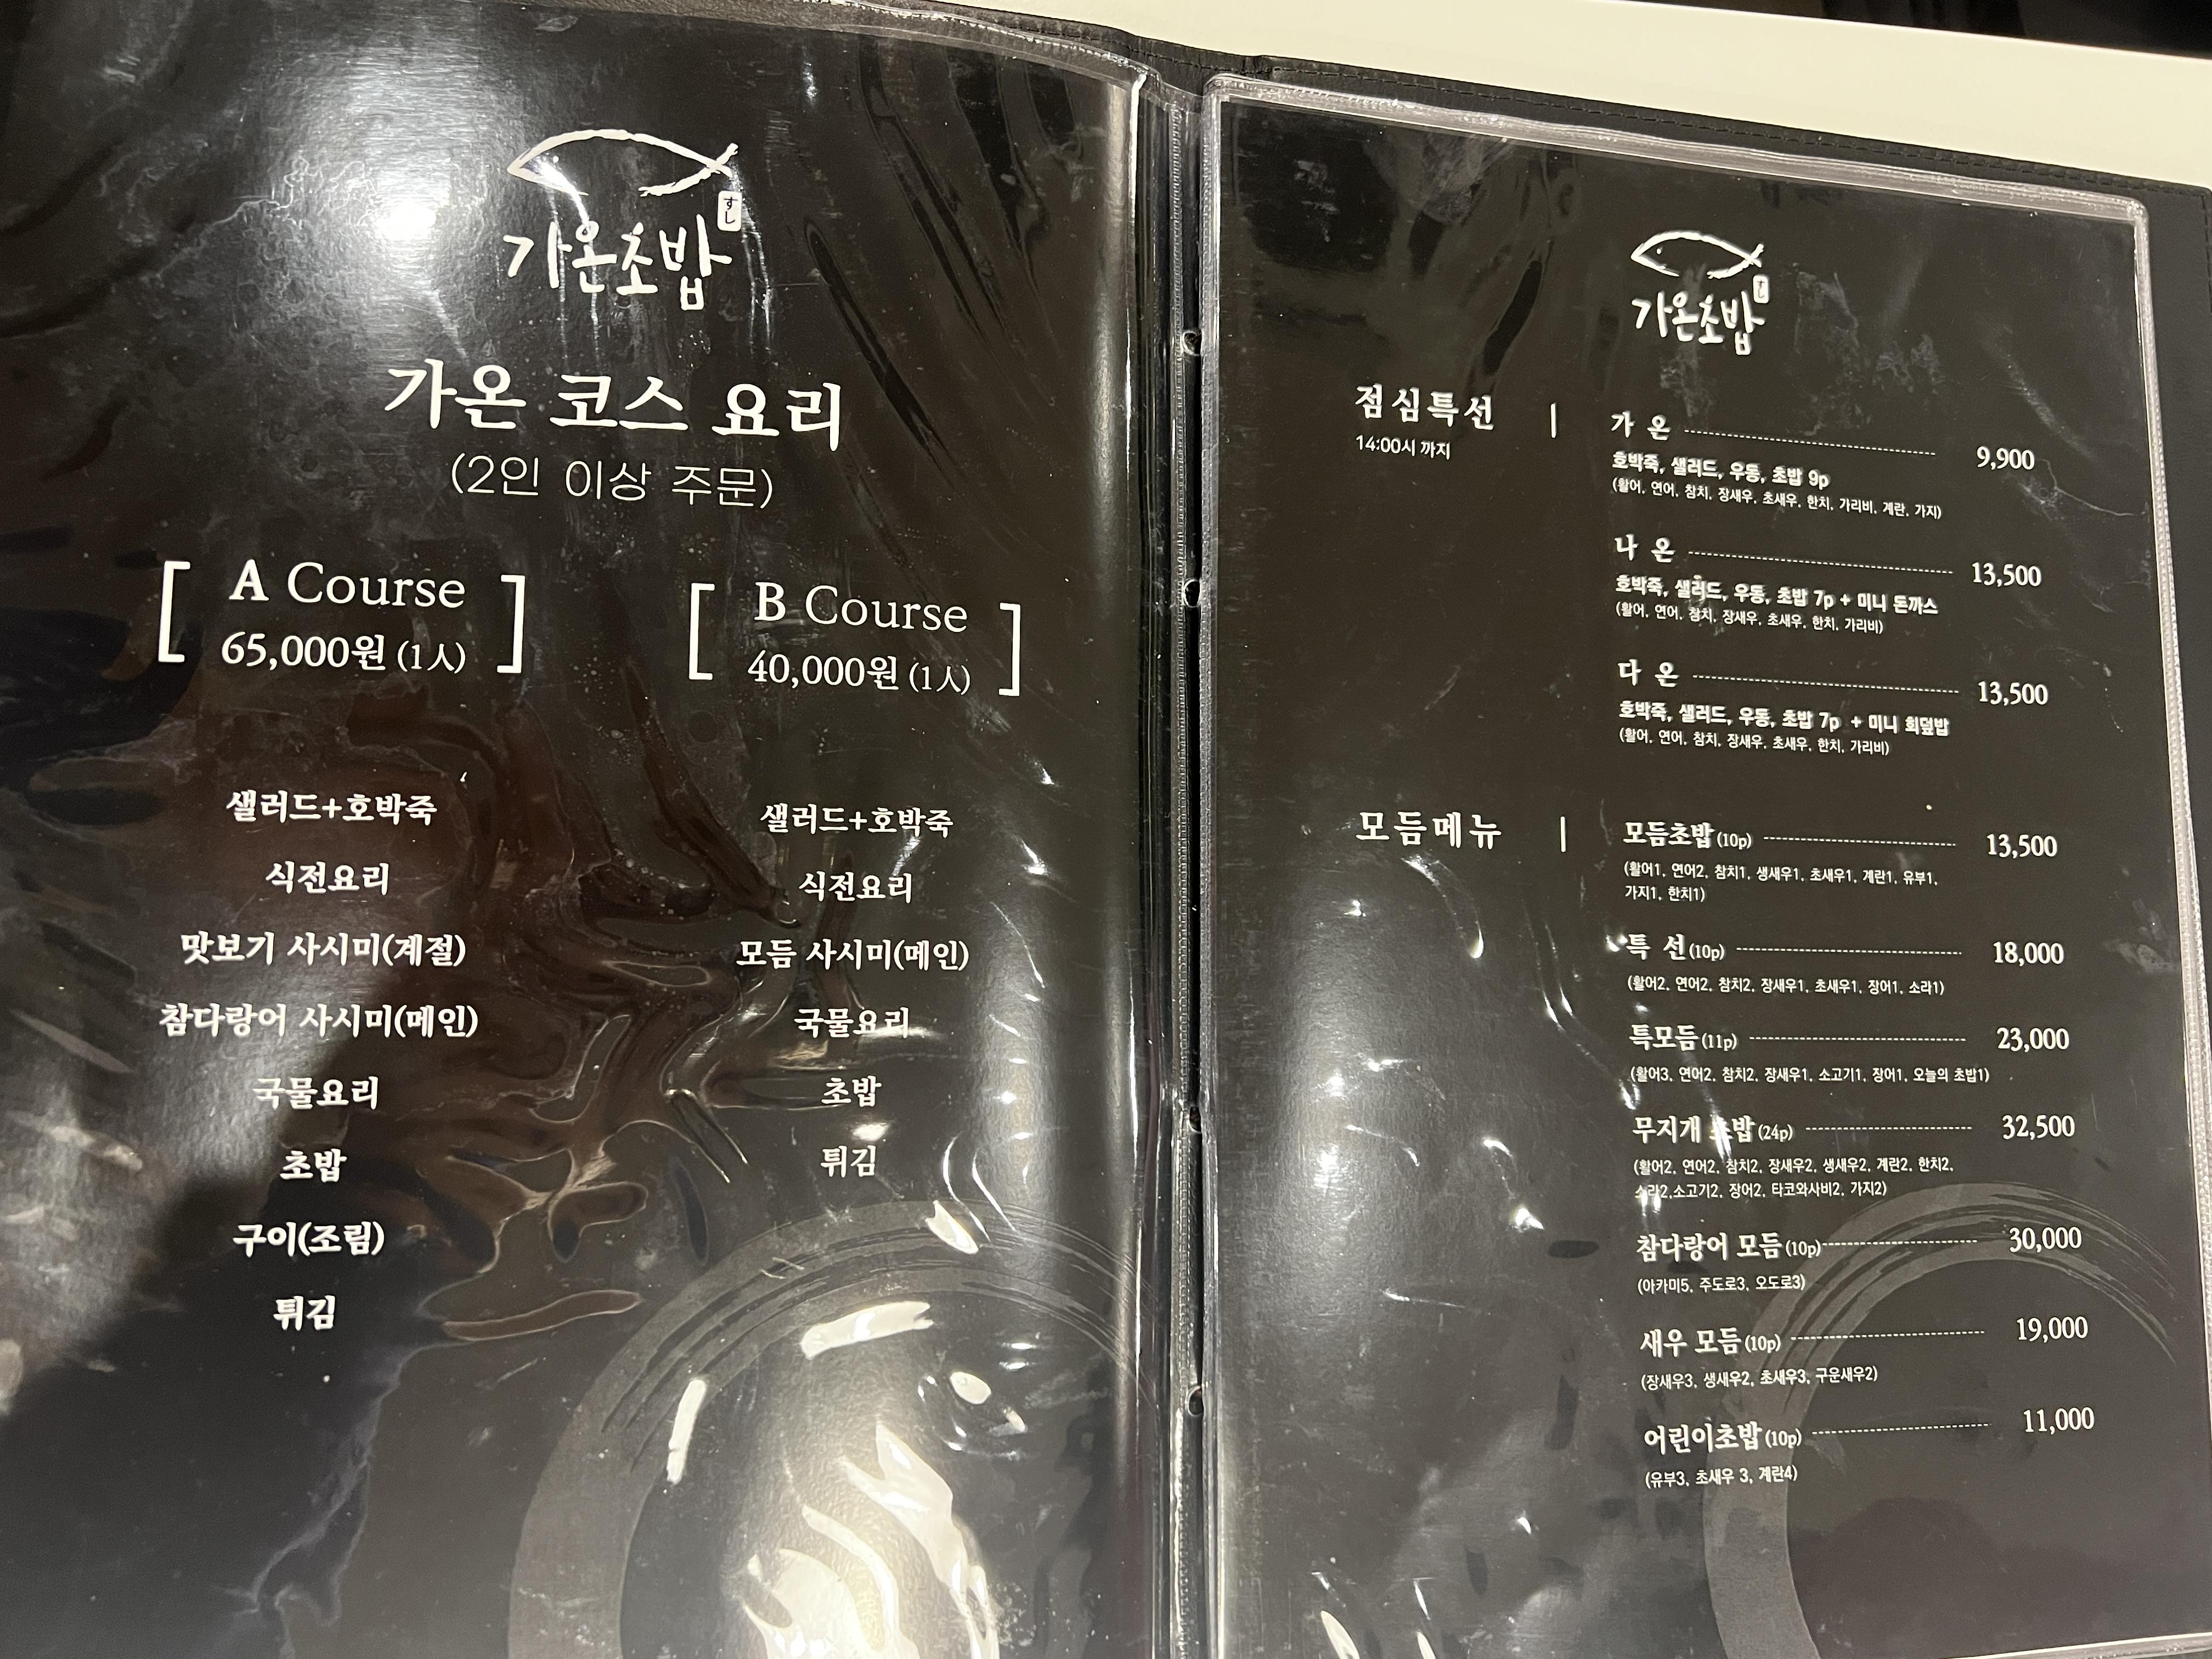 すし
가온초밥
가온 코스 요리
(2인 이상 주문)
A Course
65,000원 (1人)
샐러드+호박죽
식전요리
맛보기 사시미(계절)
참다랑어 사시미(메인)
국물요리
초밥
구이(조림)
튀김
B Course
40,000원 (1人)
샐러드+호박죽
식전요리
모듬 사시미(메인)
국물요리
초밥
튀김
すし
가온초밥
점심특선
14:00시 까지
가 온 9,900
호박죽, 샐러드, 우동, 초밥 9p
(활어, 연어, 참치, 장새우, 초새우, 한치, 가리비, 계란, 가지)
나 온 13,500
호박죽, 샐러드, 우동, 초밥 7p + 미니 돈까스
(활어, 연어, 참치, 장새우, 초새우, 한치, 가리비)
다 온 13,500
호박죽, 샐러드, 우동, 초밥 7p + 미니 회덮밥
(활어, 연어, 참치, 장새우, 초새우, 한치, 가리비)
모듬메뉴
모듬초밥 (10p) 13,500
(활어1, 연어2, 참치1, 생새우1, 초새우1, 계란1, 유부1,
가지1, 한치1)
특 선 (10p) 18,000
(활어2, 연어2, 참치2, 장새우1, 초새우1, 장어1, 소라1)
특모듬 (11p) 23,000
(활어3, 연어2, 참치2, 장새우1, 소고기1, 장어1, 오늘의 초밥1)
무지개 초밥 (24p) 32,500
(활어2, 연어2, 참치2, 장새우2, 생새우2, 계란2, 한치2,
소라2,소고기2, 장어2, 타코와사비2, 가지2)
참다랑어 모듬 (10p) 30,000
(아카미5, 주도로3, 오도로3)
새우 모듬 (10p) 19,000
(장새우3, 생새우2, 초새우3, 구운새우2)
어린이초밥 (10p) 11,000
(유부3, 초새우 3, 계란4)